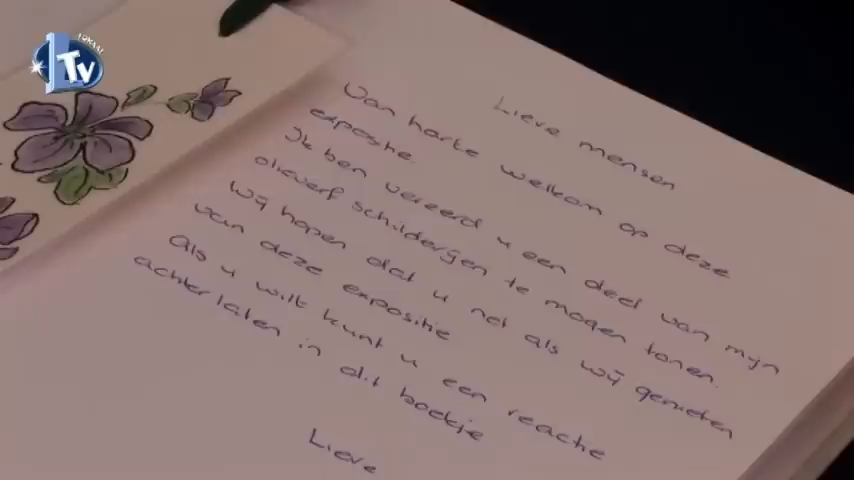 LOKAAL
TV
Lieve mensen
Van harte welkom op deze
expositie
Ik ben vereerd u een deel van mijn
olieverf schilderijen te mogen tonen.
Wij hopen dat u net als wij genieten
van deze expositie
Als u wilt kunt u een reactie
achterlaten in dit boekje
Lieve